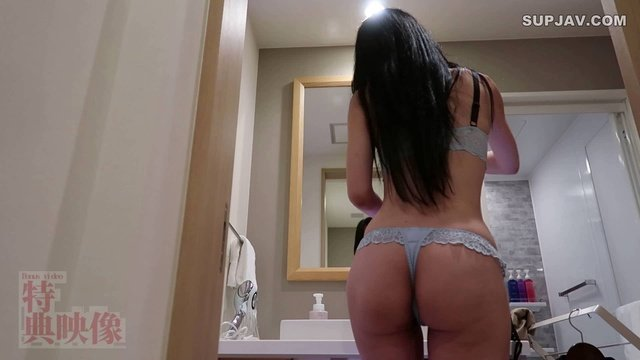 SUPJAV.COM
Bonus video
特
典映像